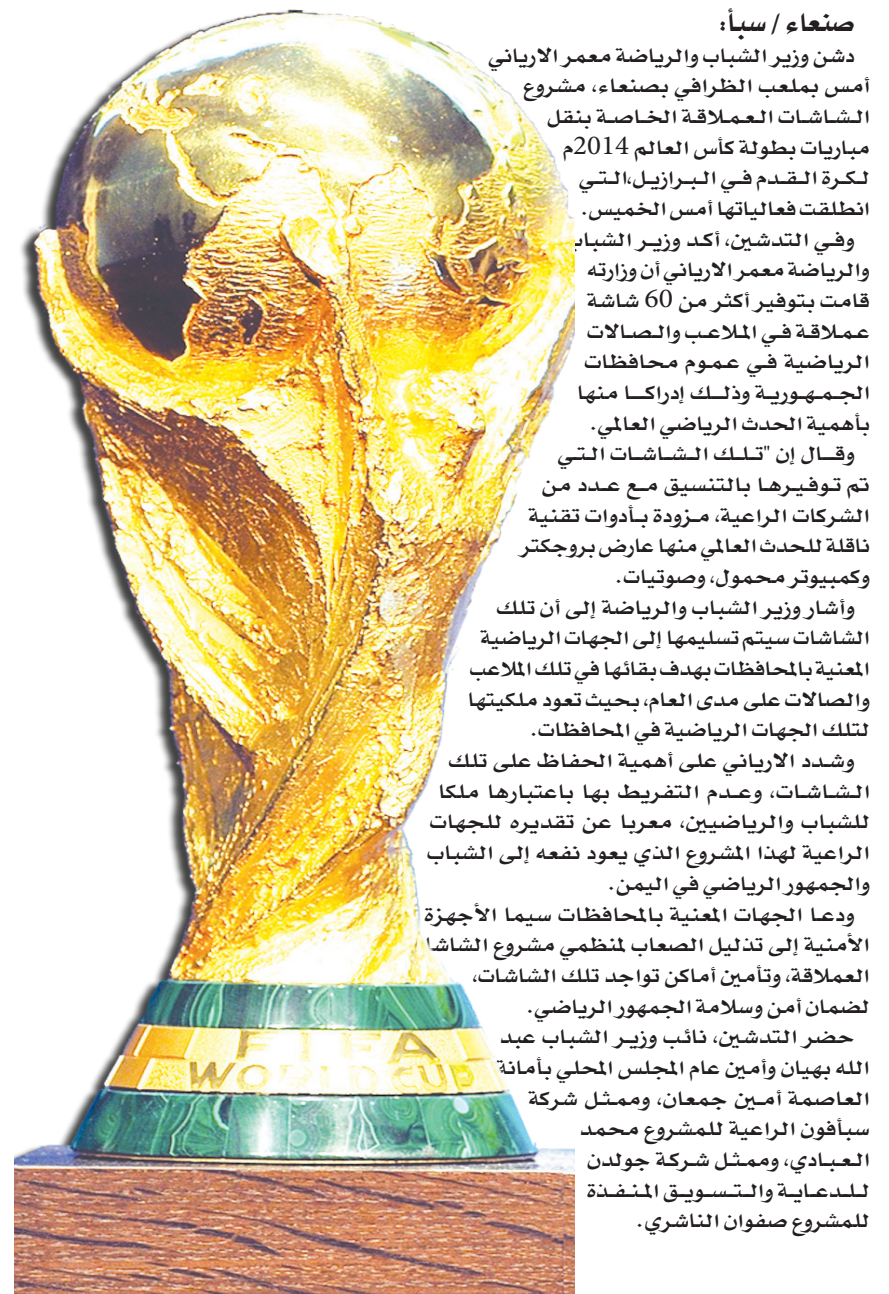 صنعاء / سبأ:
دشن وزير الشباب والرياضة معمر الارياني
أمس بملعب الظرافي بصنعاء، مشروع
الشاشات العملاقة الخاصة بنقل
مباريات بطولة كأس العالم 2014م
لكرة القدم في البرازيل،التي
انطلقت فعالياتها أمس الخميس.
وفي التدشين، أكد وزير الشباب
والرياضة معمر الارياني أن وزارته
قامت بتوفير أكثر من 60 شاشة
عملاقة في الملاعب والصالات
الرياضية في عموم محافظات
الجمهورية وذلك إدراكا منها
بأهمية الحدث الرياضي العالمي.
وقال إن "تلك الشاشات التي
تم توفيرها بالتنسيق مع عدد من
الشركات الراعية، مزودة بأدوات تقنية
ناقلة للحدث العالمي منها عارض بروجكتر
وكمبيوتر محمول، وصوتيات.
وأشار وزير الشباب والرياضة إلى أن تلك
الشاشات سيتم تسليمها إلى الجهات الرياضية
المعنية بالمحافظات بهدف بقائها في تلك الملاعب
والصالات على مدى العام، بحيث تعود ملكيتها
لتلك الجهات الرياضية في المحافظات.
وشدد الارياني على أهمية الحفاظ على تلك
الشاشات، وعدم التفريط بها باعتبارها ملكا
للشباب والرياضيين، معربا عن تقديره للجهات
الراعية لهذا المشروع الذي يعود نفعه إلى الشباب
والجمهور الرياضي في اليمن.
ودعا الجهات المعنية بالمحافظات سيما الأجهزة
الأمنية إلى تذليل الصعاب لمنظمي مشروع الشاشا
العملاقة، وتأمين أماكن تواجد تلك الشاشات،
لضمان أمن وسلامة الجمهور الرياضي.
حضر التدشين، نائب وزير الشباب عبد
الله بهيان وأمين عام المجلس المحلي بأمانة
العاصمة أمين جمعان، وممثل شركة
سبأفون الراعية للمشروع محمد
العبادي، وممثل شركة جولدن
للدعاية والتسويق المنفذة
للمشروع صفوان الناشري.
FIFA
WORLD CUP